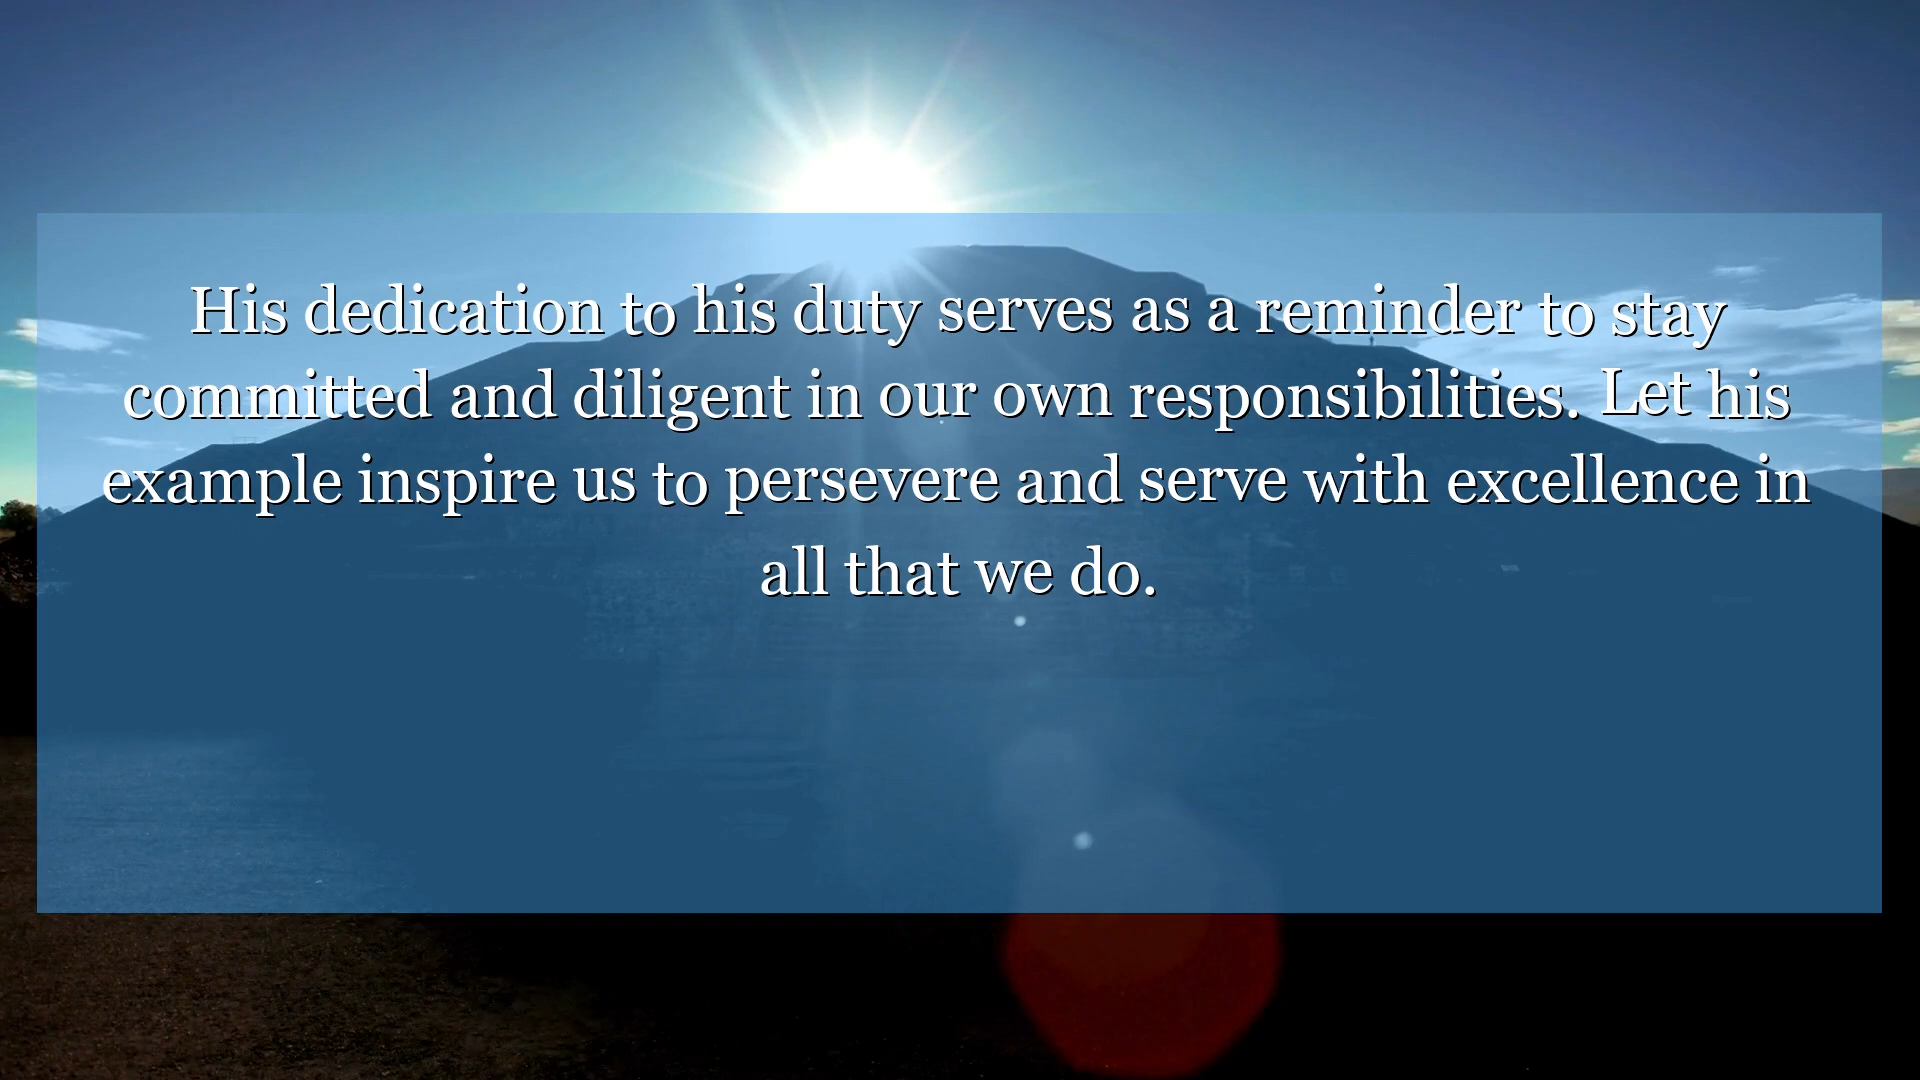 His dedication to his duty serves as a reminder to stay
committed and diligent in our own responsibilities. Let his
example inspire us to persevere and serve with excellence in
all that we do.